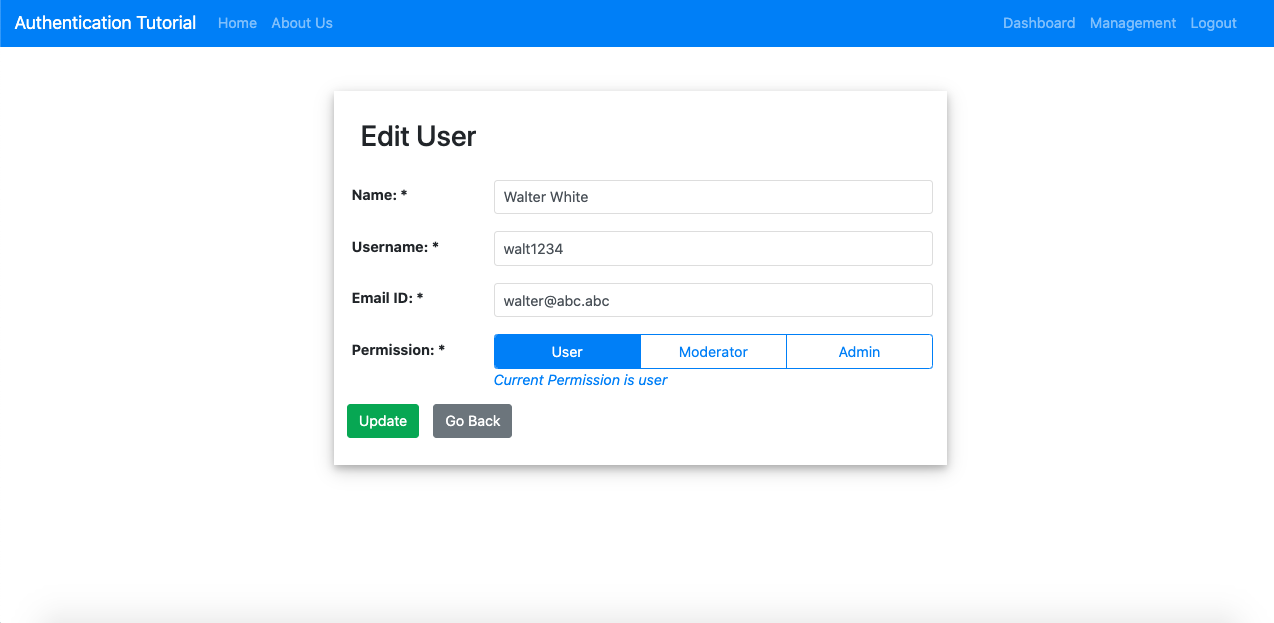 Authentication Tutorial Home About Us Dashboard Management Logout
Edit User
Name: * Walter White
Username: * walt1234
Email ID: * walter@abc.abc
Permission: * User Moderator Admin
Current Permission is user
Update Go Back